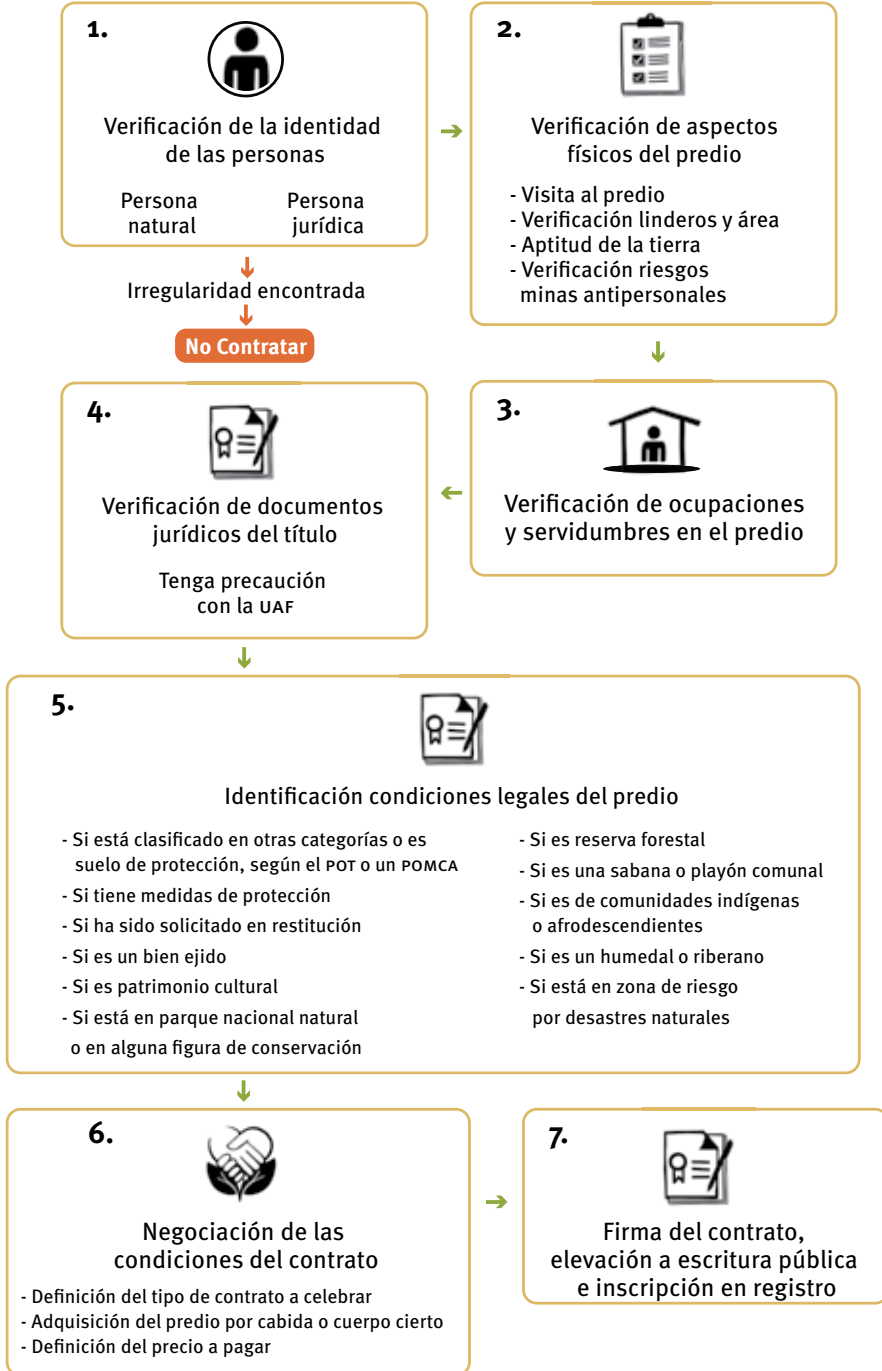 1.
Verificación de la identidad
de las personas
Persona
natural
Persona
jurídica
Irregularidad encontrada
No Contratar
2.
Verificación de aspectos
físicos del predio
- Visita al predio
- Verificación linderos y área
- Aptitud de la tierra
- Verificación riesgos
minas antipersonales
3.
Verificación de ocupaciones
y servidumbres en el predio
4.
Verificación de documentos
jurídicos del título
Tenga precaución
con la UAF
5.
Identificación condiciones legales del predio
- Si está clasificado en otras categorías o es
suelo de protección, según el POT o un POMCA
- Si tiene medidas de protección
- Si ha sido solicitado en restitución
- Si es un bien ejido
- Si es patrimonio cultural
- Si está en parque nacional natural
o en alguna figura de conservación
- Si es reserva forestal
- Si es una sabana o playón comunal
- Si es de comunidades indígenas
o afrodescendientes
- Si es un humedal o riberano
- Si está en zona de riesgo
por desastres naturales
6.
Negociación de las
condiciones del contrato
- Definición del tipo de contrato a celebrar
- Adquisición del predio por cabida o cuerpo cierto
- Definición del precio a pagar
7.
Firma del contrato,
elevación a escritura pública
e inscripción en registro